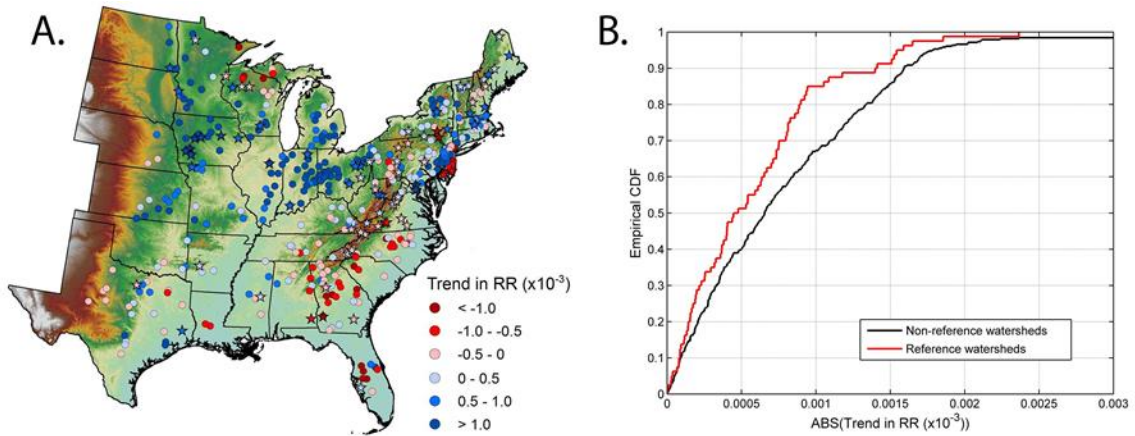 A.
Trend in RR (x10-3)
< -1.0
-1.0 - -0.5
-0.5 - 0
0 - 0.5
0.5 - 1.0
> 1.0
B.
1
0.9
0.8
0.7
0.6
0.5
0.4
0.3
0.2
0.1
0
Empirical CDF
Non-reference watersheds
Reference watersheds
0 0.0005 0.001 0.0015 0.002 0.0025 0.003
ABS(Trend in RR (x10-3))